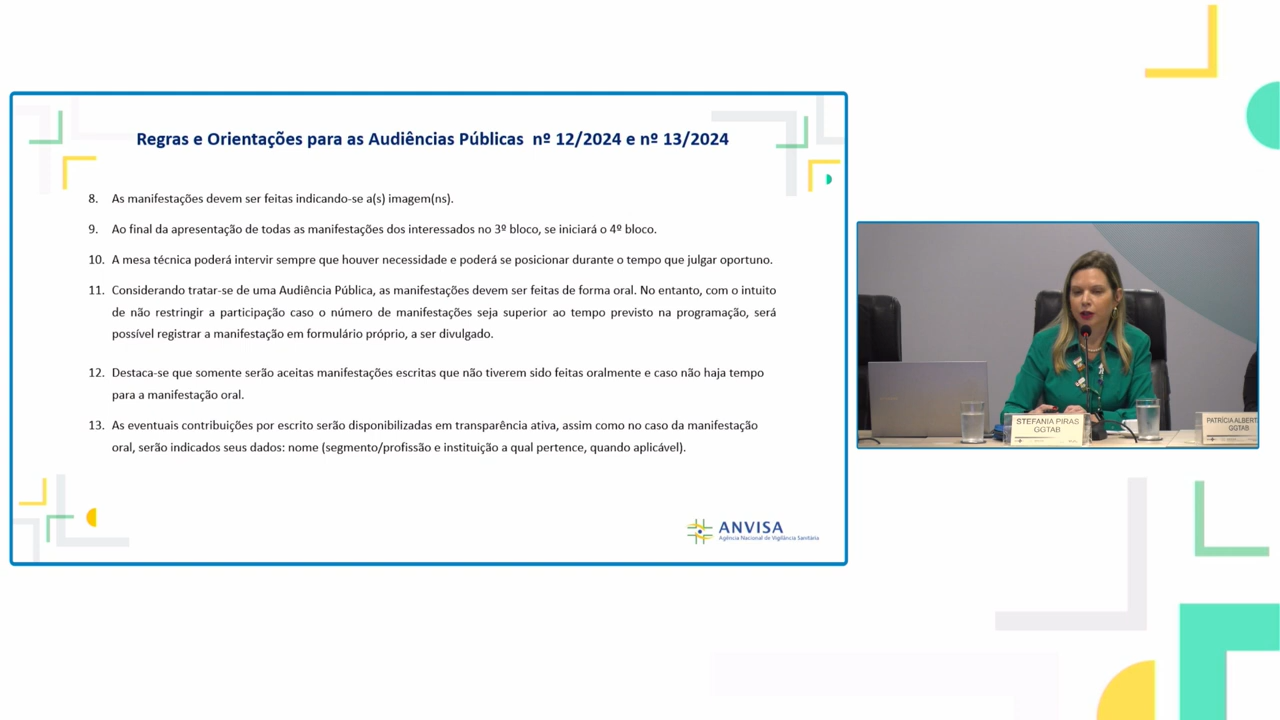 Regras e Orientações para as Audiências Públicas nº 12/2024 e nº 13/2024
8. As manifestações devem ser feitas indicando-se a(s) imagem(ns).
9. Ao final da apresentação de todas as manifestações dos interessados no 3º bloco, se iniciará o 4º bloco.
10. A mesa técnica poderá intervir sempre que houver necessidade e poderá se posicionar durante o tempo que julgar oportuno.
11. Considerando tratar-se de uma Audiência Pública, as manifestações devem ser feitas de forma oral. No entanto, com o intuito
de não restringir a participação caso o número de manifestações seja superior ao tempo previsto na programação, será
possível registrar a manifestação em formulário próprio, a ser divulgado.
12. Destaca-se que somente serão aceitas manifestações escritas que não tiverem sido feitas oralmente e caso não haja tempo
para a manifestação oral.
13. As eventuais contribuições por escrito serão disponibilizadas em transparência ativa, assim como no caso da manifestação
oral, serão indicados seus dados: nome (segmento/profissão e instituição a qual pertence, quando aplicável).
ANVISA
Agência Nacional de Vigilância Sanitária
STEFANIA PIRAS
GGTAB
PATRÍCIA ALBERT
GGTAB